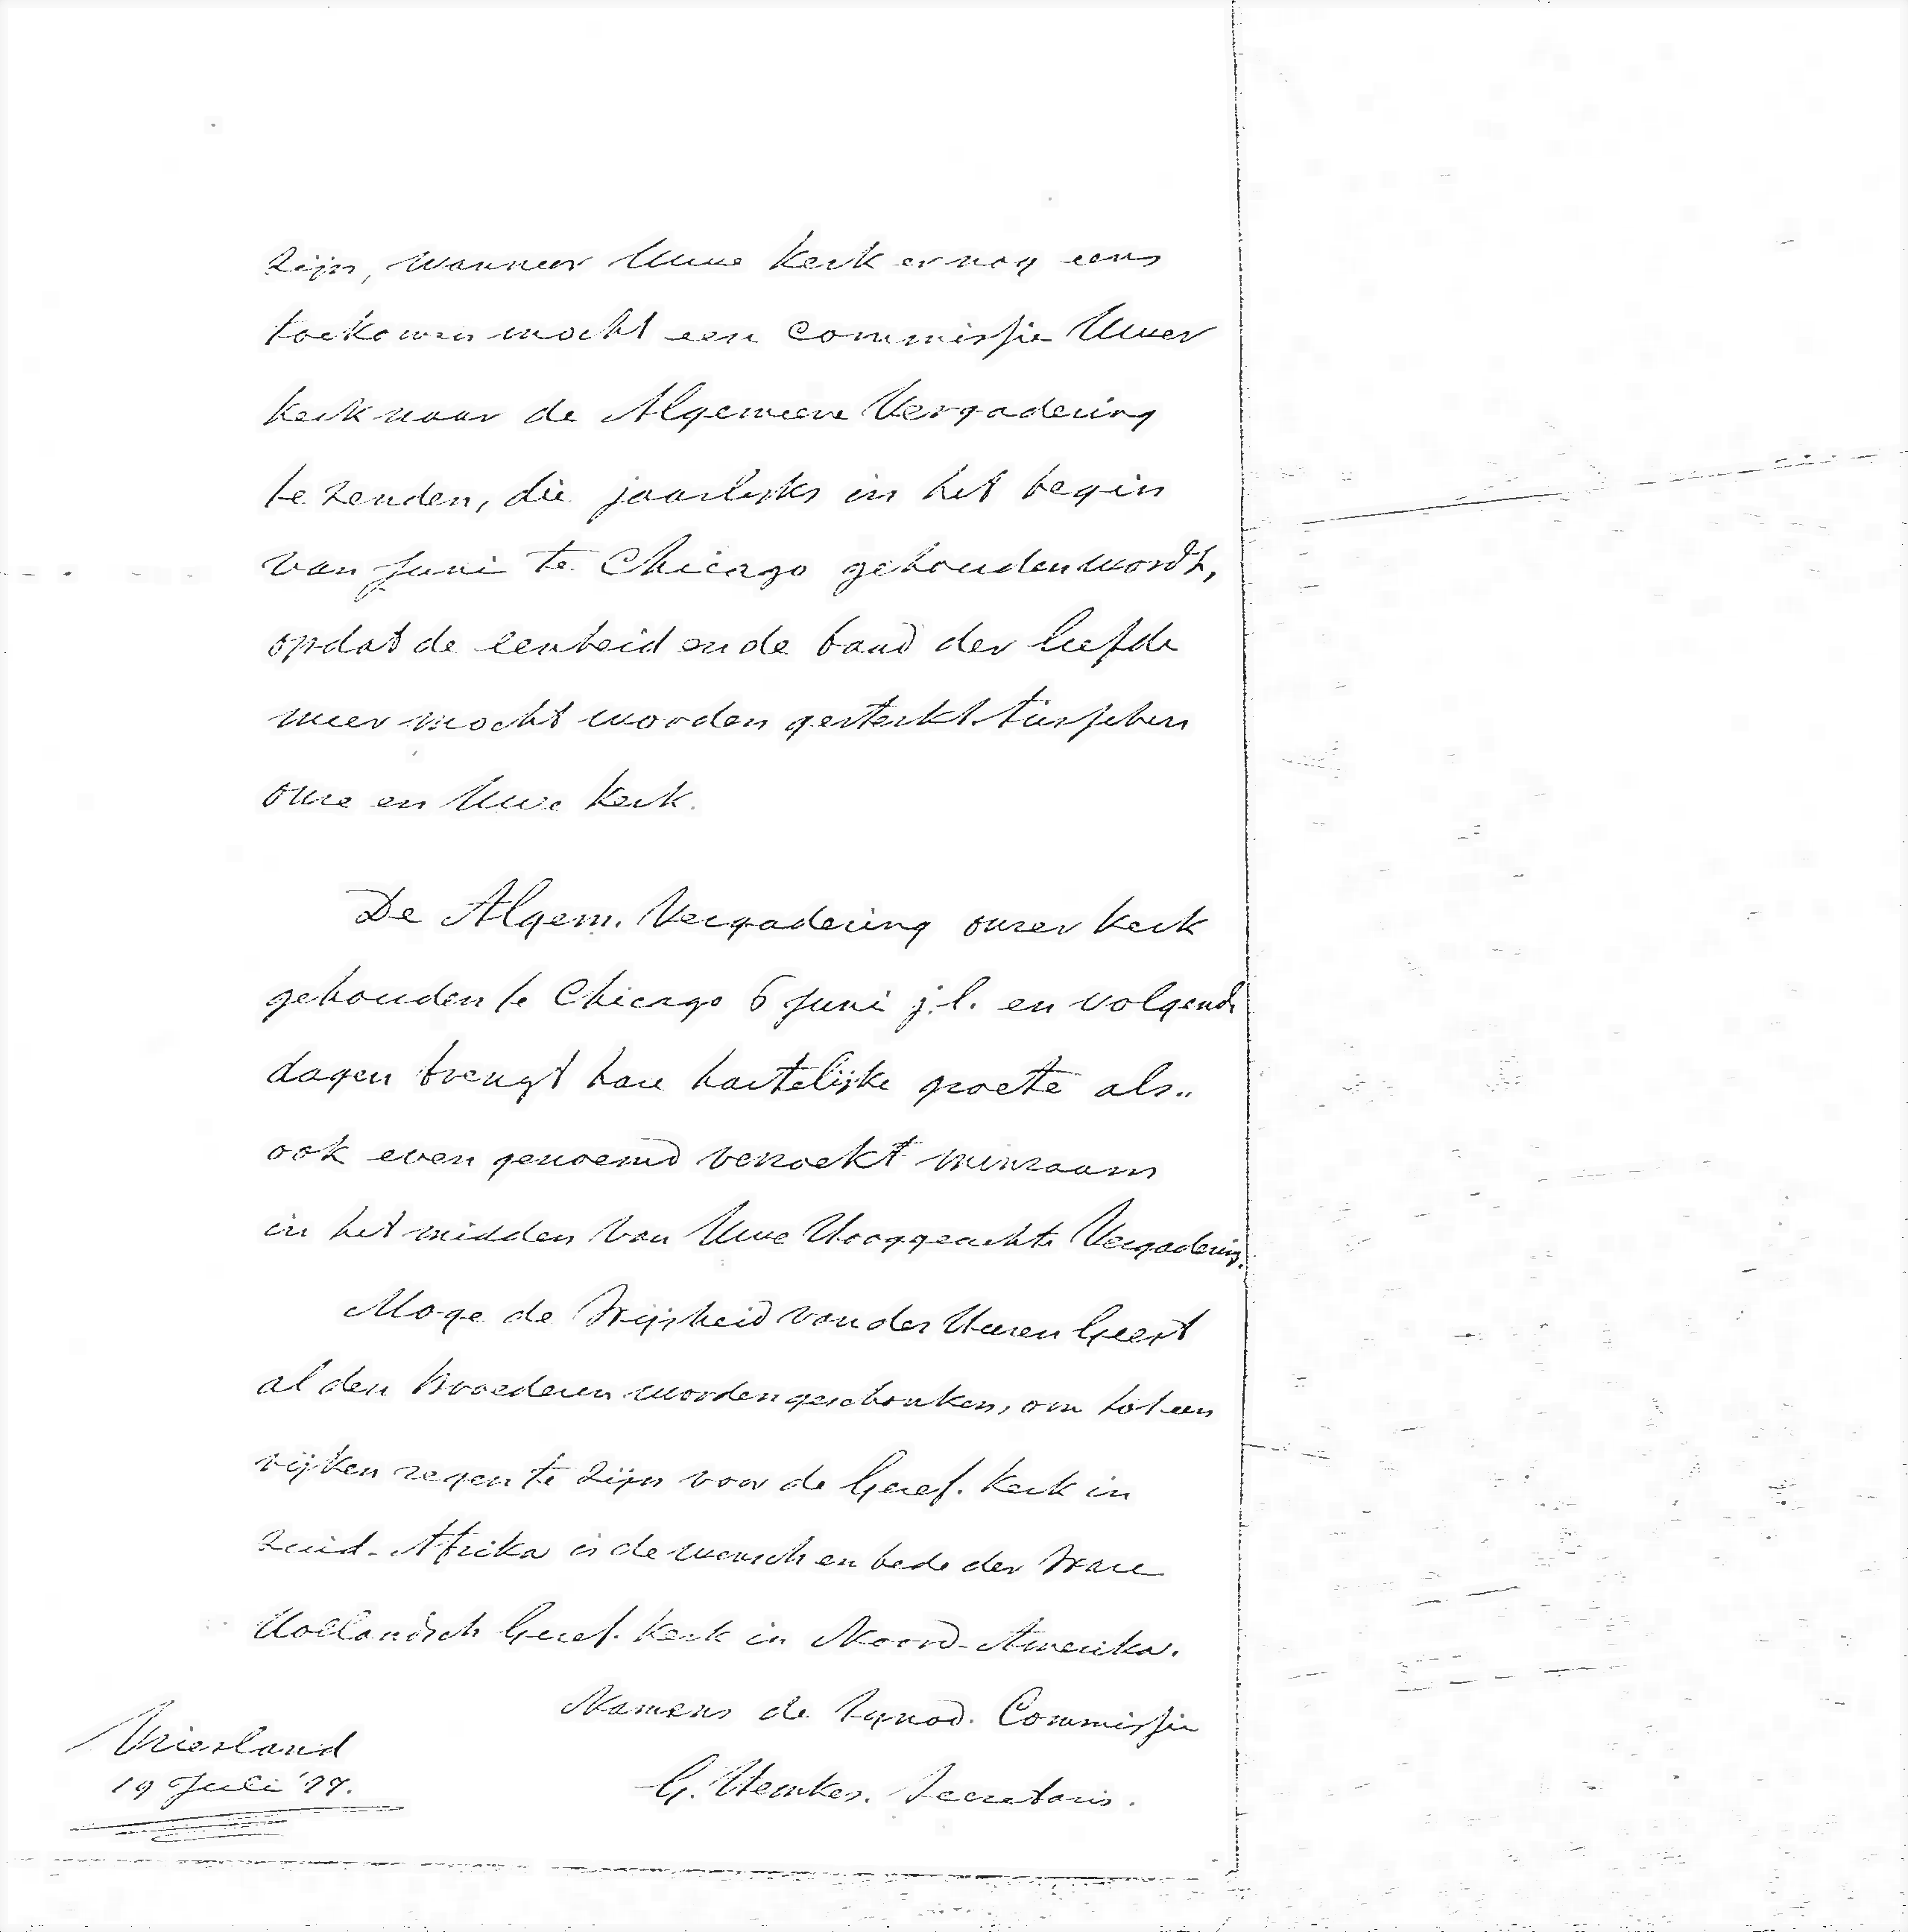 zijn, wanneer Uwe Kerk er nog eens
toekomen mocht een Commissie Uwer
Kerk naar de Algemeene Vergadering
te zenden, die jaarlijks in het begin
van Juni te Chicago gehouden wordt,
opdat de eenheid en de band der liefde
meer mocht worden gesterkt tusschen
onze en Uwe Kerk.
De Algem. Vergadering onzer Kerk
gehouden te Chicago 6 Juni j.l. en volgende
dagen brengt hare hartelijke groete als..
ook even genoemd verzoekt minzaam
in het midden van Uwe Hooggeachte Vergadering.
Moge de Wijsheid van den Heiligen Geest
al den Broederen worden geschonken, om tot een
rijken zegen te zijn voor de Geref. Kerk in
Zuid-Afrika is de wensch en bede der Ware
Hollandsch Geref. Kerk in Noord-Amerika.
Namens de Synod. Commissie
G. Hemkes. Secretaris.
Vriesland
19 Juli '77.